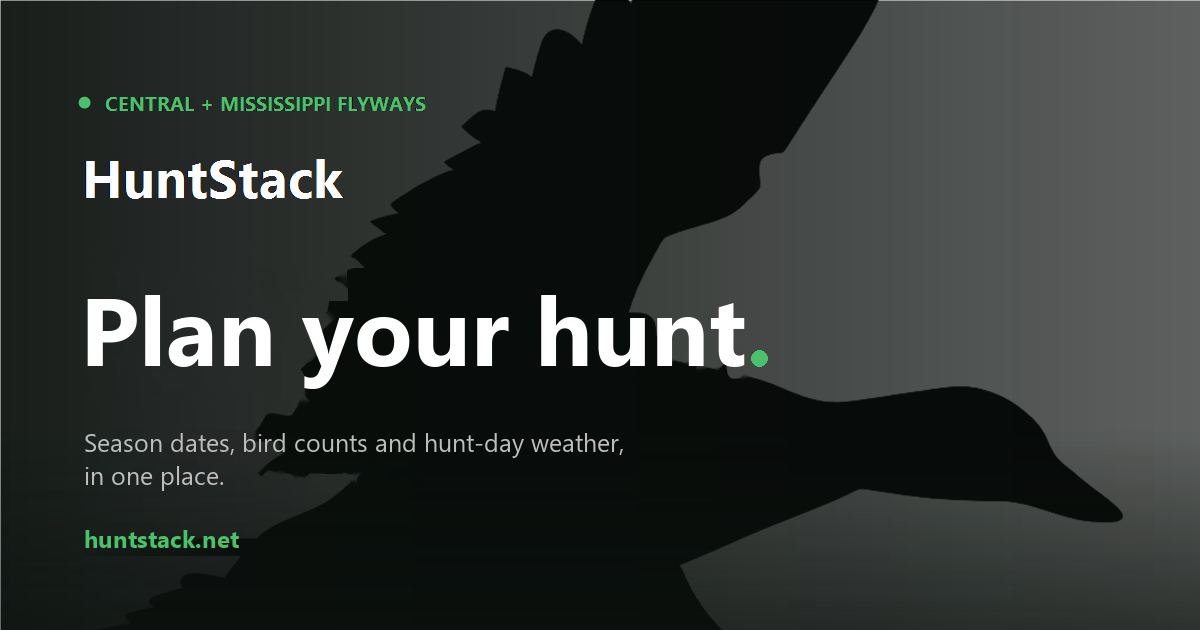 CENTRAL + MISSISSIPPI FLYWAYS
HuntStack
Plan your hunt.
Season dates, bird counts and hunt-day weather,
in one place.
huntstack.net